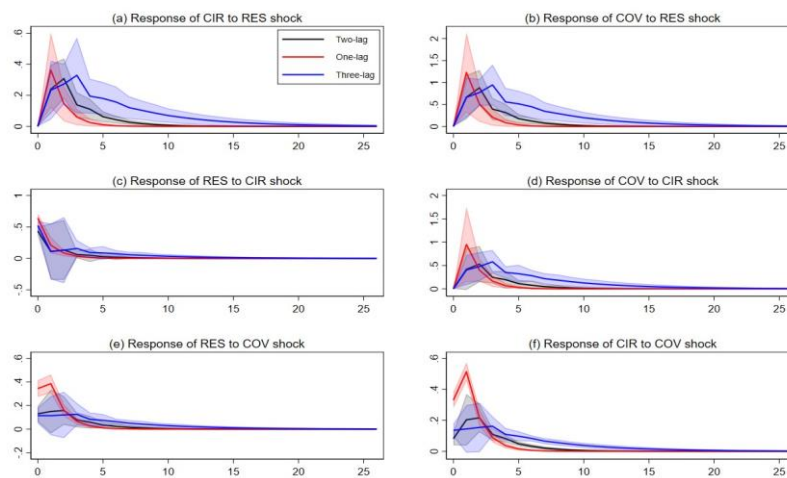 (a) Response of CIR to RES shock
.6
.4
.2
0
0 5 10 15 20 25
Two-lag
One-lag
Three-lag
(b) Response of COV to RES shock
2
1.5
1
.5
0
0 5 10 15 20 25
(c) Response of RES to CIR shock
1
.5
0
-.5
0 5 10 15 20 25
(d) Response of COV to CIR shock
2
1.5
1
.5
0
0 5 10 15 20 25
(e) Response of RES to COV shock
.6
.4
.2
0
-.2
0 5 10 15 20 25
(f) Response of CIR to COV shock
.6
.4
.2
0
0 5 10 15 20 25